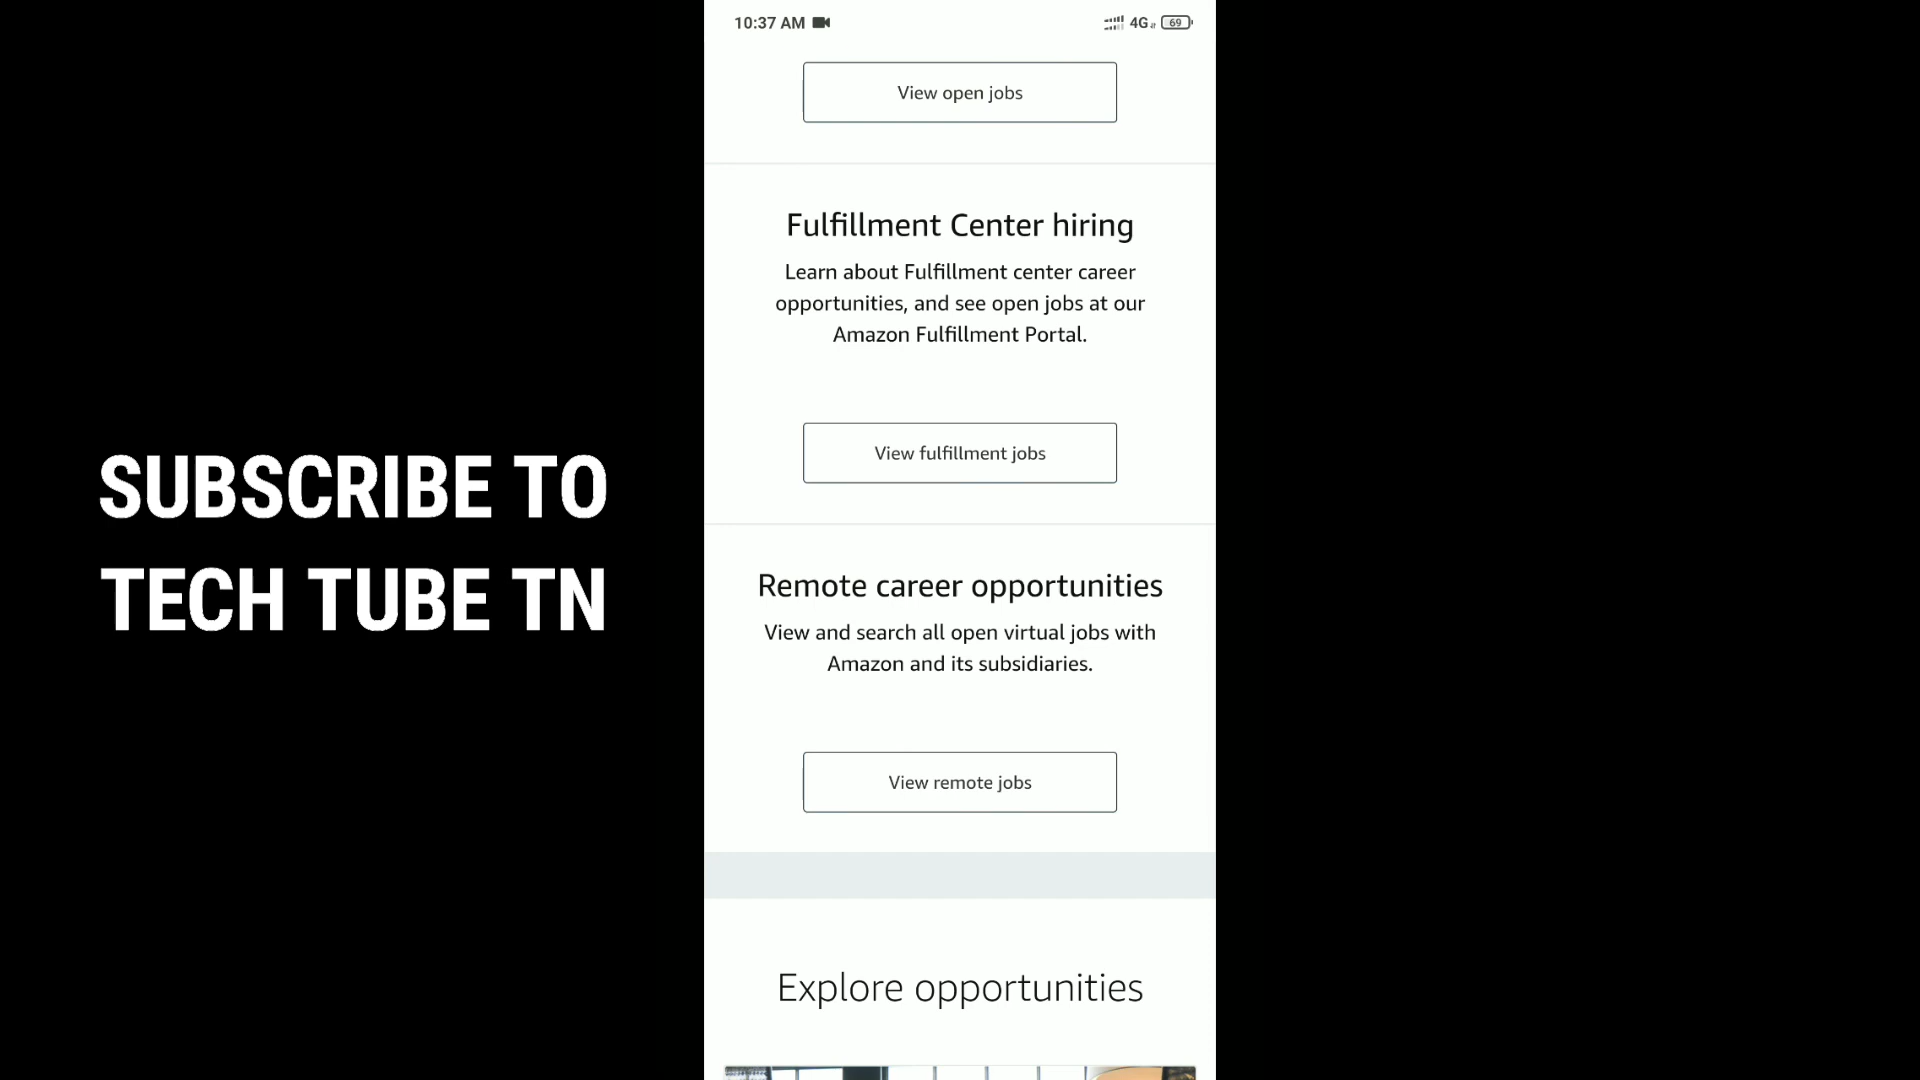 10:37 AM
4G
69
View open jobs
Fulfillment Center hiring
Learn about Fulfillment center career
opportunities, and see open jobs at our
Amazon Fulfillment Portal.
View fulfillment jobs
SUBSCRIBE TO
TECH TUBE TN
Remote career opportunities
View and search all open virtual jobs with
Amazon and its subsidiaries.
View remote jobs
Explore opportunities